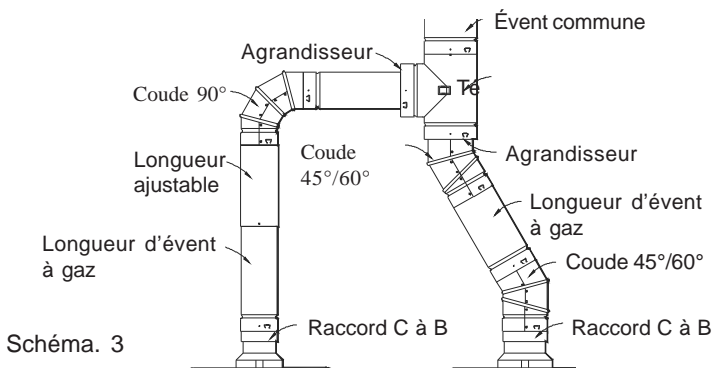 Évent commune
Agrandisseur
Té
Coude 90°
Longueur
ajustable
Coude
45°/60°
Agrandisseur
Longueur d'évent
à gaz
Longueur d'évent
à gaz
Coude 45°/60°
Raccord C à B
Raccord C à B
Schéma. 3